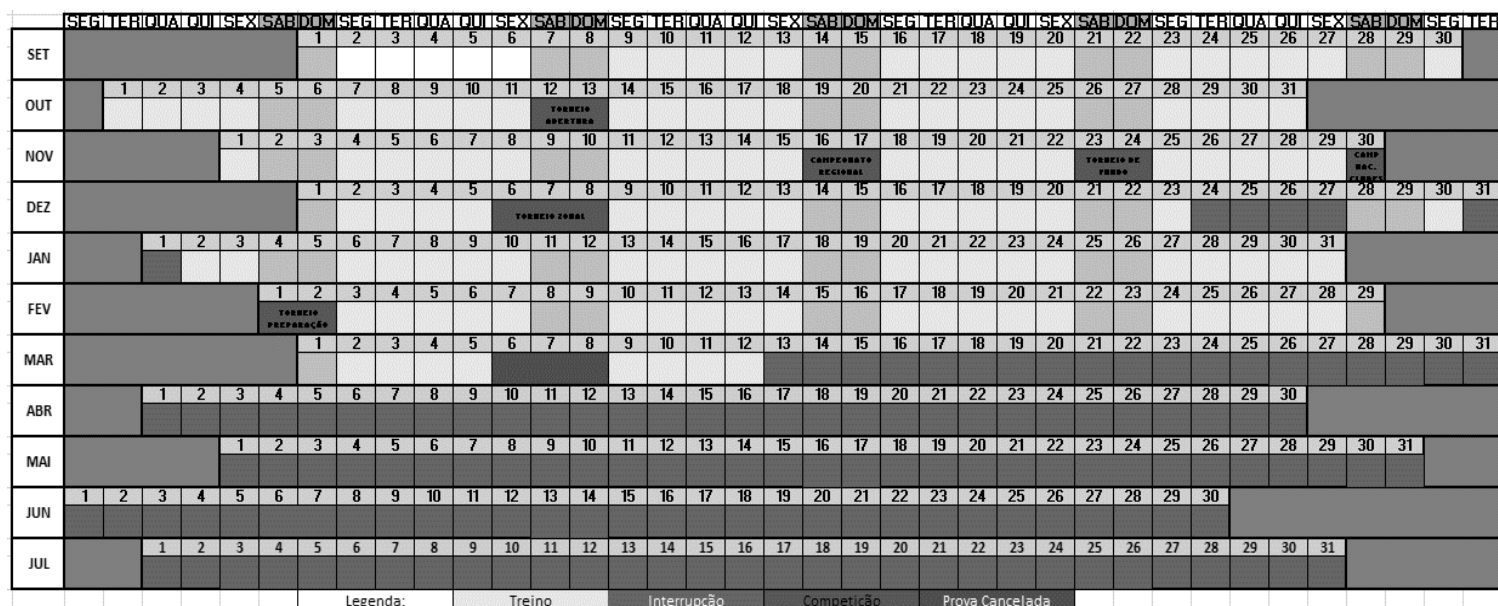 SEG TER QUA QUI SEX SAB DOM SEG TER QUA QUI SEX SAB DOM SEG TER QUA QUI SEX SAB DOM SEG TER QUA QUI SEX SAB DOM SEG TER QUA QUI SEX SAB DOM SEG TER
SET 1 2 3 4 5 6 7 8 9 10 11 12 13 14 15 16 17 18 19 20 21 22 23 24 25 26 27 28 29 30
OUT 1 2 3 4 5 6 7 8 9 10 11 12 13 14 15 16 17 18 19 20 21 22 23 24 25 26 27 28 29 30 31
TORNEIO
ABERTURA
NOV 1 2 3 4 5 6 7 8 9 10 11 12 13 14 15 16 17 18 19 20 21 22 23 24 25 26 27 28 29 30
CAMPEONATO
REGIONAL
TORNEIO DE
FUNDO
CAMP
NAC.
CLUBES
DEZ 1 2 3 4 5 6 7 8 9 10 11 12 13 14 15 16 17 18 19 20 21 22 23 24 25 26 27 28 29 30 31
TORNEIO ZONAL
JAN 1 2 3 4 5 6 7 8 9 10 11 12 13 14 15 16 17 18 19 20 21 22 23 24 25 26 27 28 29 30 31
FEV 1 2 3 4 5 6 7 8 9 10 11 12 13 14 15 16 17 18 19 20 21 22 23 24 25 26 27 28 29
TORNEIO
PREPARAÇÃO
MAR 1 2 3 4 5 6 7 8 9 10 11 12 13 14 15 16 17 18 19 20 21 22 23 24 25 26 27 28 29 30 31
ABR 1 2 3 4 5 6 7 8 9 10 11 12 13 14 15 16 17 18 19 20 21 22 23 24 25 26 27 28 29 30
MAI 1 2 3 4 5 6 7 8 9 10 11 12 13 14 15 16 17 18 19 20 21 22 23 24 25 26 27 28 29 30 31
JUN 1 2 3 4 5 6 7 8 9 10 11 12 13 14 15 16 17 18 19 20 21 22 23 24 25 26 27 28 29 30
JUL 1 2 3 4 5 6 7 8 9 10 11 12 13 14 15 16 17 18 19 20 21 22 23 24 25 26 27 28 29 30 31
Legenda: Treino Interrupção Competição Prova Cancelada